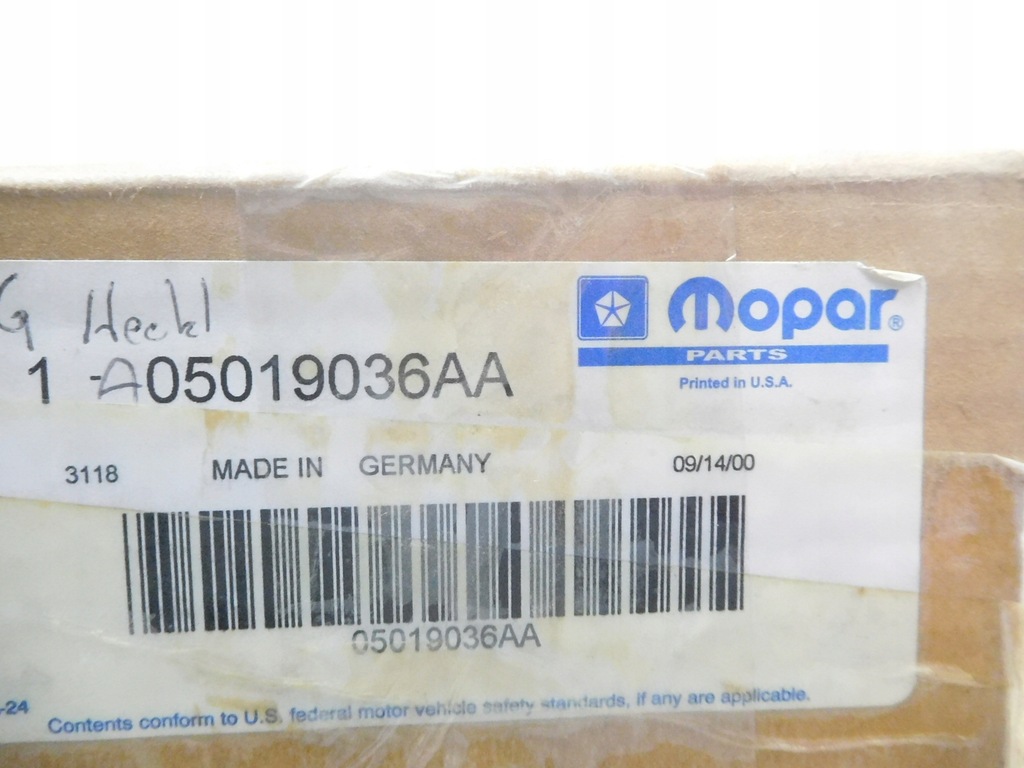 G Heckl
mopar®
1 A05019036AA
PARTS
Printed in U.S.A.
3118 MADE IN GERMANY 09/14/00
05019036AA
-24
Contents conform to U.S. federal motor vehicle safety standards, if any are applicable.